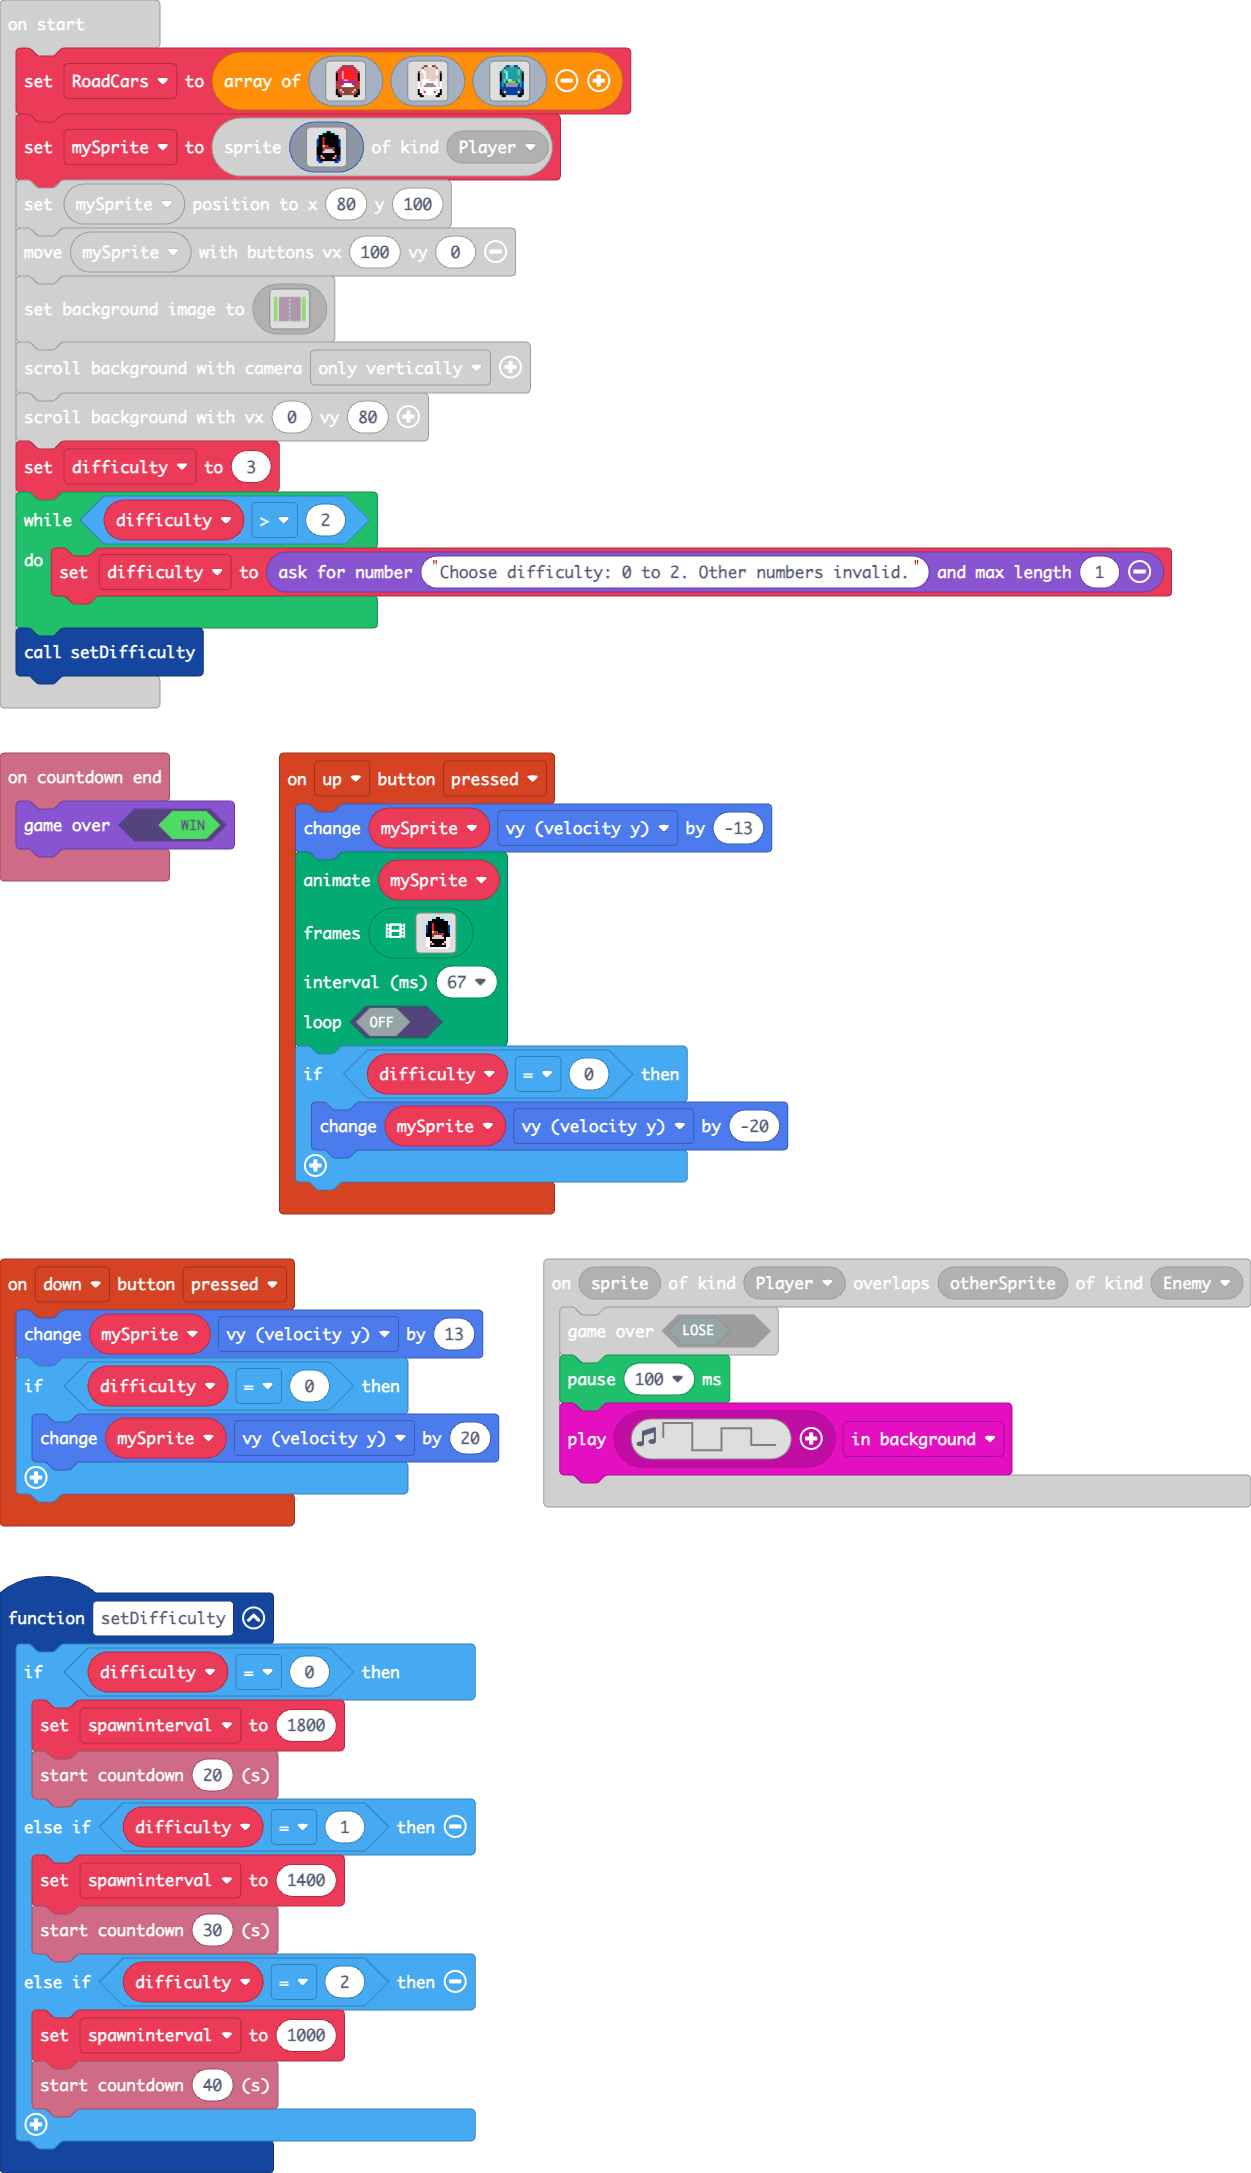 on start
set RoadCars to array of
set mySprite to sprite of kind Player
set mySprite position to x 80 y 100
move mySprite with buttons vx 100 vy 0
set background image to
scroll background with camera only vertically
scroll background with vx 0 vy 80
set difficulty to 3
while difficulty > 2
do set difficulty to ask for number "Choose difficulty: 0 to 2. Other numbers invalid." and max length 1
call setDifficulty
on countdown end
game over WIN
on up button pressed
change mySprite vy (velocity y) by -13
animate mySprite
frames
interval (ms) 67
loop OFF
if difficulty = 0 then
change mySprite vy (velocity y) by -20
on down button pressed
change mySprite vy (velocity y) by 13
if difficulty = 0 then
change mySprite vy (velocity y) by 20
on sprite of kind Player overlaps otherSprite of kind Enemy
game over LOSE
pause 100 ms
play in background
function setDifficulty
if difficulty = 0 then
set spawninterval to 1800
start countdown 20 (s)
else if difficulty = 1 then
set spawninterval to 1400
start countdown 30 (s)
else if difficulty = 2 then
set spawninterval to 1000
start countdown 40 (s)